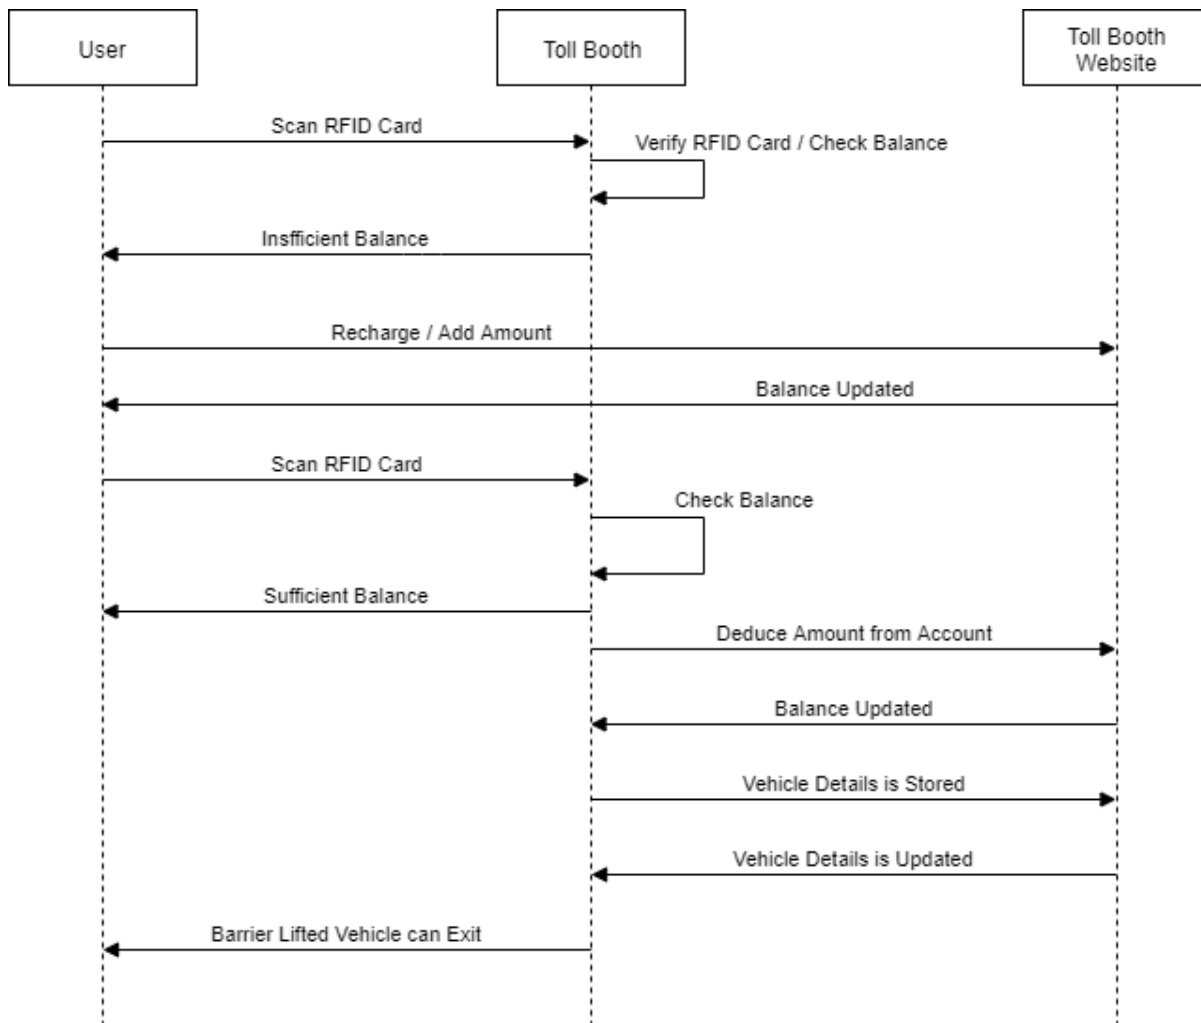 User
Toll Booth
Toll Booth
Website
Scan RFID Card
Verify RFID Card / Check Balance
Insfficient Balance
Recharge / Add Amount
Balance Updated
Scan RFID Card
Check Balance
Sufficient Balance
Deduce Amount from Account
Balance Updated
Vehicle Details is Stored
Vehicle Details is Updated
Barrier Lifted Vehicle can Exit